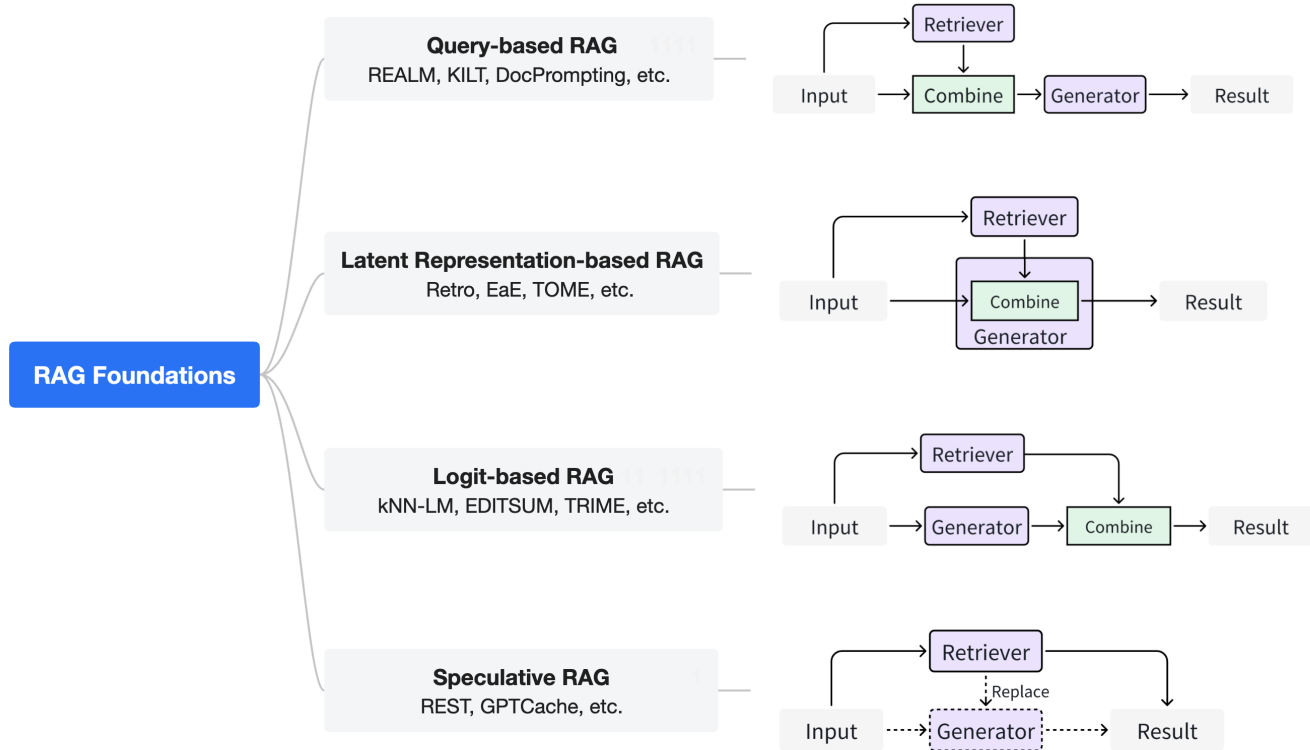 RAG Foundations
Query-based RAG
REALM, KILT, DocPrompting, etc.
Retriever
Input
Combine
Generator
Result
Latent Representation-based RAG
Retro, EaE, TOME, etc.
Retriever
Input
Combine
Generator
Result
Logit-based RAG
kNN-LM, EDITSUM, TRIME, etc.
Retriever
Input
Generator
Combine
Result
Speculative RAG
REST, GPTCache, etc.
Retriever
Replace
Input
Generator
Result